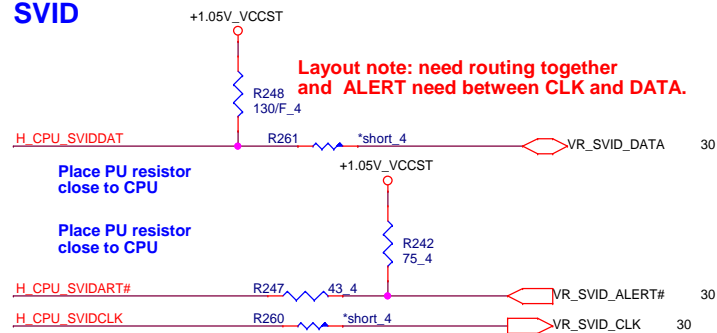 SVID
+1.05V_VCCST
Layout note: need routing together
and ALERT need between CLK and DATA.
R248
130/F_4
H_CPU_SVIDDAT
R261
*short_4
VR_SVID_DATA
30
Place PU resistor
close to CPU
+1.05V_VCCST
Place PU resistor
close to CPU
R242
75_4
H_CPU_SVIDART#
R247
43_4
VR_SVID_ALERT#
30
H_CPU_SVIDCLK
R260
*short_4
VR_SVID_CLK
30